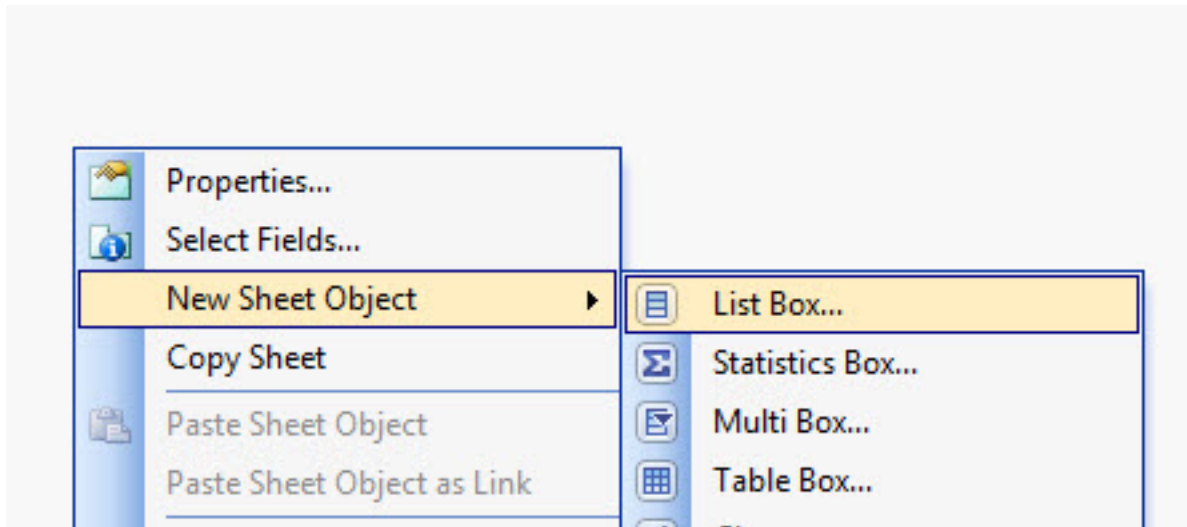 Properties...
Select Fields...
New Sheet Object
Copy Sheet
Paste Sheet Object
Paste Sheet Object as Link
List Box...
Statistics Box...
Multi Box...
Table Box...